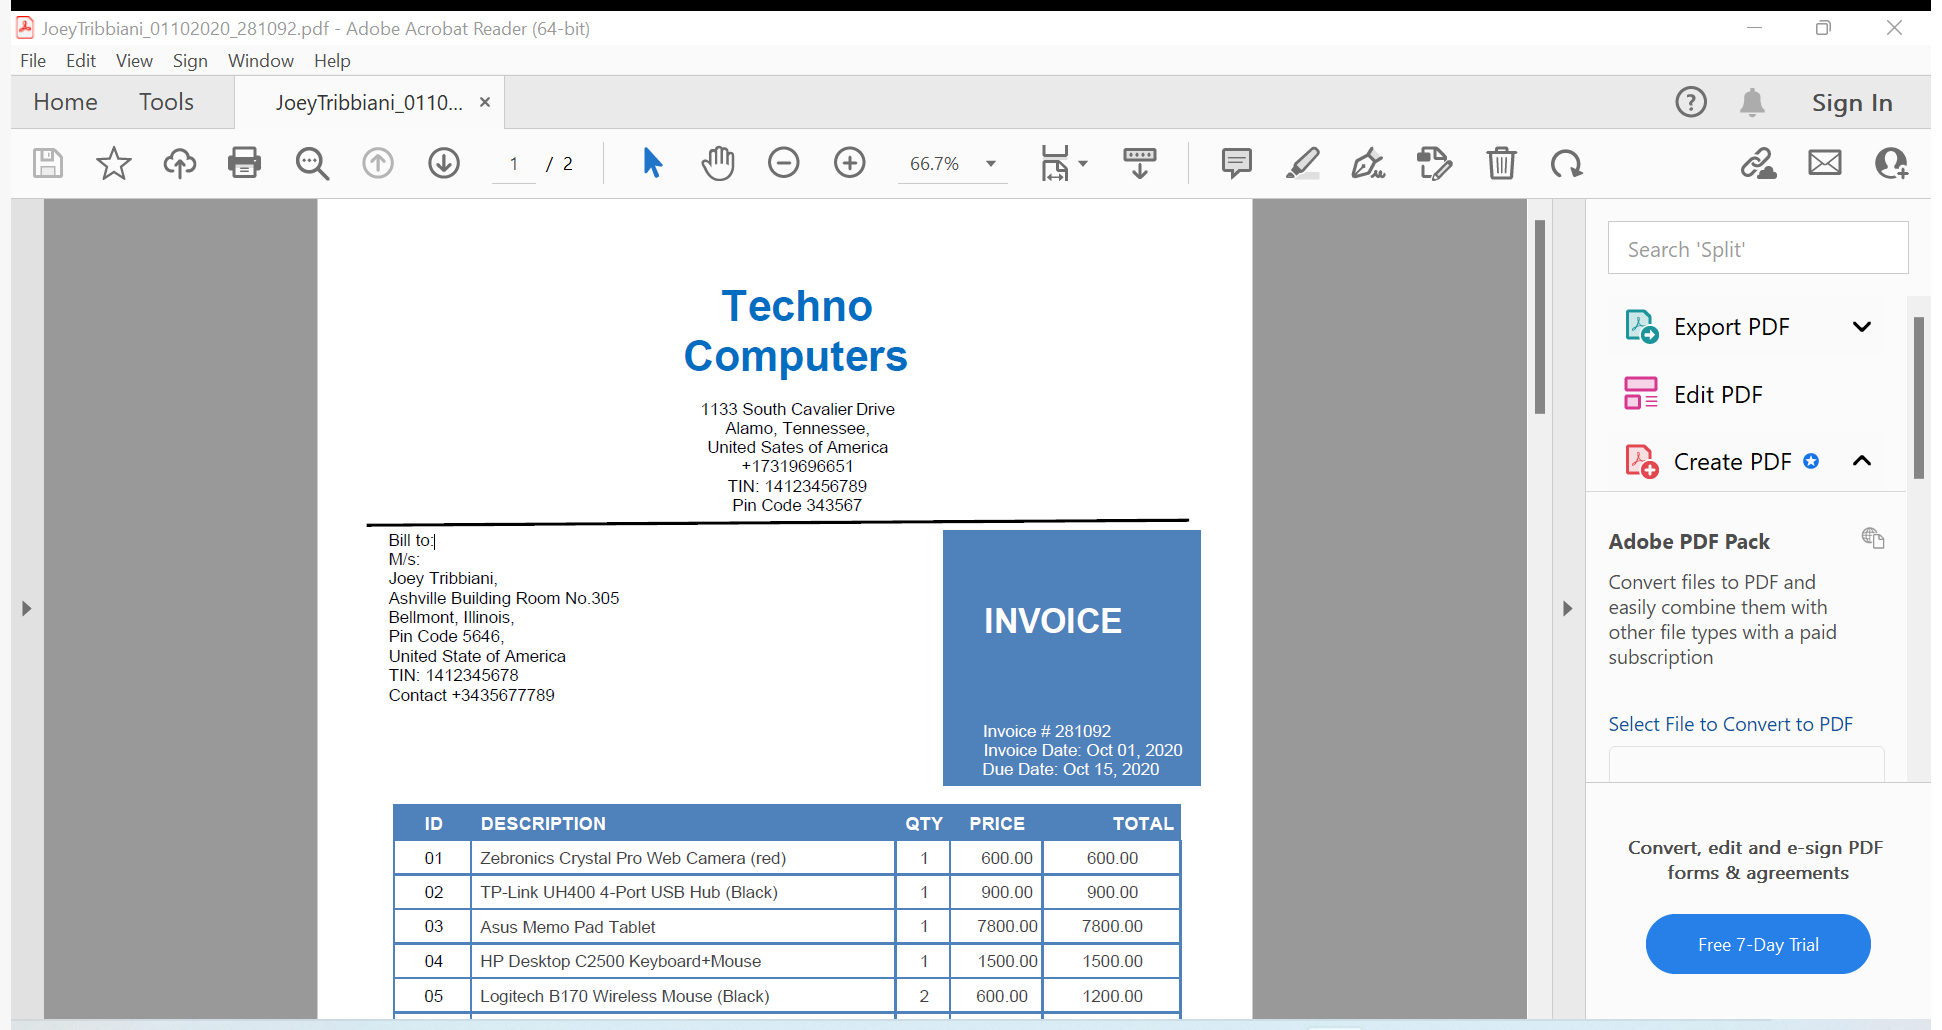 JoeyTribbiani_01102020_281092.pdf - Adobe Acrobat Reader (64-bit)
File Edit View Sign Window Help
Home Tools JoeyTribbiani_0110... × Sign In
1 / 2 66.7%
Techno
Computers
1133 South Cavalier Drive
Alamo, Tennessee,
United Sates of America
+17319696651
TIN: 14123456789
Pin Code 343567
Bill to:
M/s:
Joey Tribbiani,
Ashville Building Room No.305
Bellmont, Illinois,
Pin Code 5646,
United State of America
TIN: 1412345678
Contact +3435677789
INVOICE
Invoice # 281092
Invoice Date: Oct 01, 2020
Due Date: Oct 15, 2020
ID DESCRIPTION QTY PRICE TOTAL
01 Zebronics Crystal Pro Web Camera (red) 1 600.00 600.00
02 TP-Link UH400 4-Port USB Hub (Black) 1 900.00 900.00
03 Asus Memo Pad Tablet 1 7800.00 7800.00
04 HP Desktop C2500 Keyboard+Mouse 1 1500.00 1500.00
05 Logitech B170 Wireless Mouse (Black) 2 600.00 1200.00
Search 'Split'
Export PDF
Edit PDF
Create PDF
Adobe PDF Pack
Convert files to PDF and
easily combine them with
other file types with a paid
subscription
Select File to Convert to PDF
Convert, edit and e-sign PDF
forms & agreements
Free 7-Day Trial